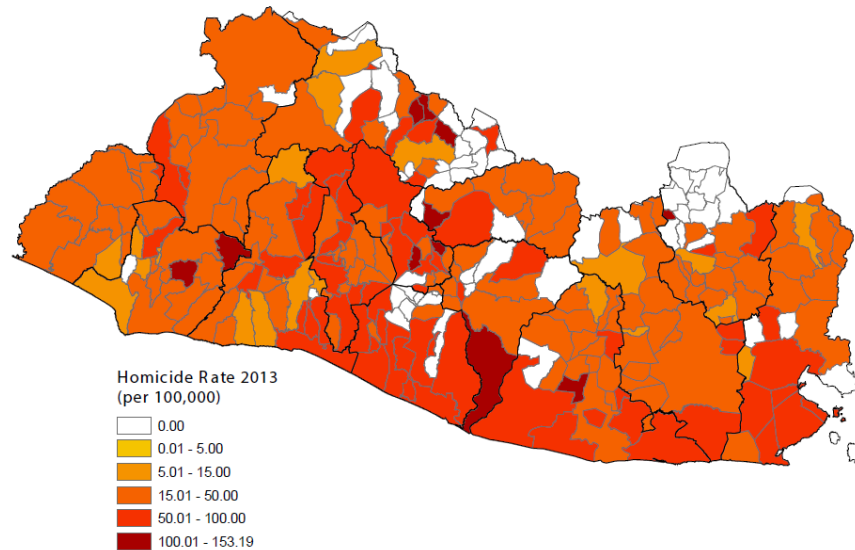 Homicide Rate 2013
(per 100,000)
0.00
0.01 - 5.00
5.01 - 15.00
15.01 - 50.00
50.01 - 100.00
100.01 - 153.19